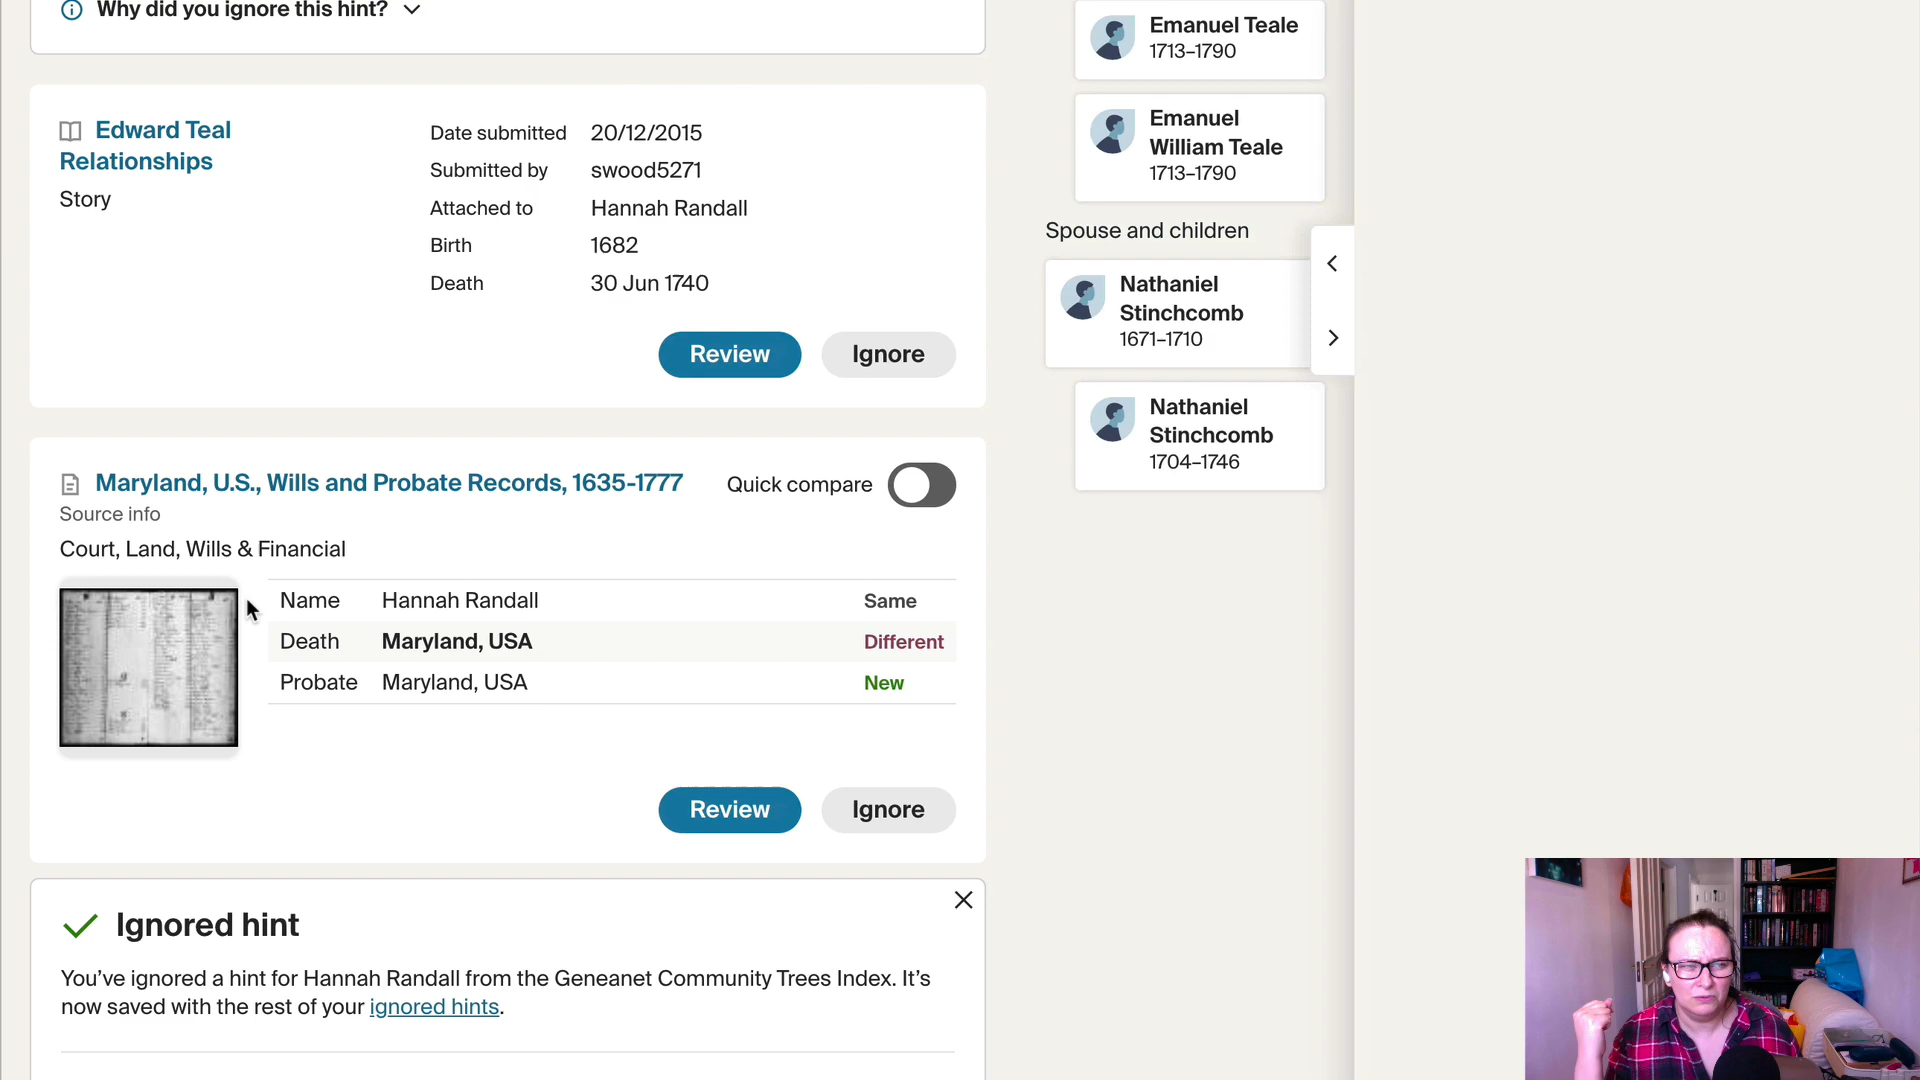 Why did you ignore this hint?
Edward Teal
Relationships
Story
Date submitted 20/12/2015
Submitted by swood5271
Attached to Hannah Randall
Birth 1682
Death 30 Jun 1740
Review Ignore
Maryland, U.S., Wills and Probate Records, 1635-1777
Quick compare
Source info
Court, Land, Wills & Financial
Name Hannah Randall Same
Death Maryland, USA Different
Probate Maryland, USA New
Review Ignore
Ignored hint
You've ignored a hint for Hannah Randall from the Geneanet Community Trees Index. It's
now saved with the rest of your ignored hints.
Emanuel Teale
1713–1790
Emanuel
William Teale
1713–1790
Spouse and children
Nathaniel
Stinchcomb
1671–1710
Nathaniel
Stinchcomb
1704–1746